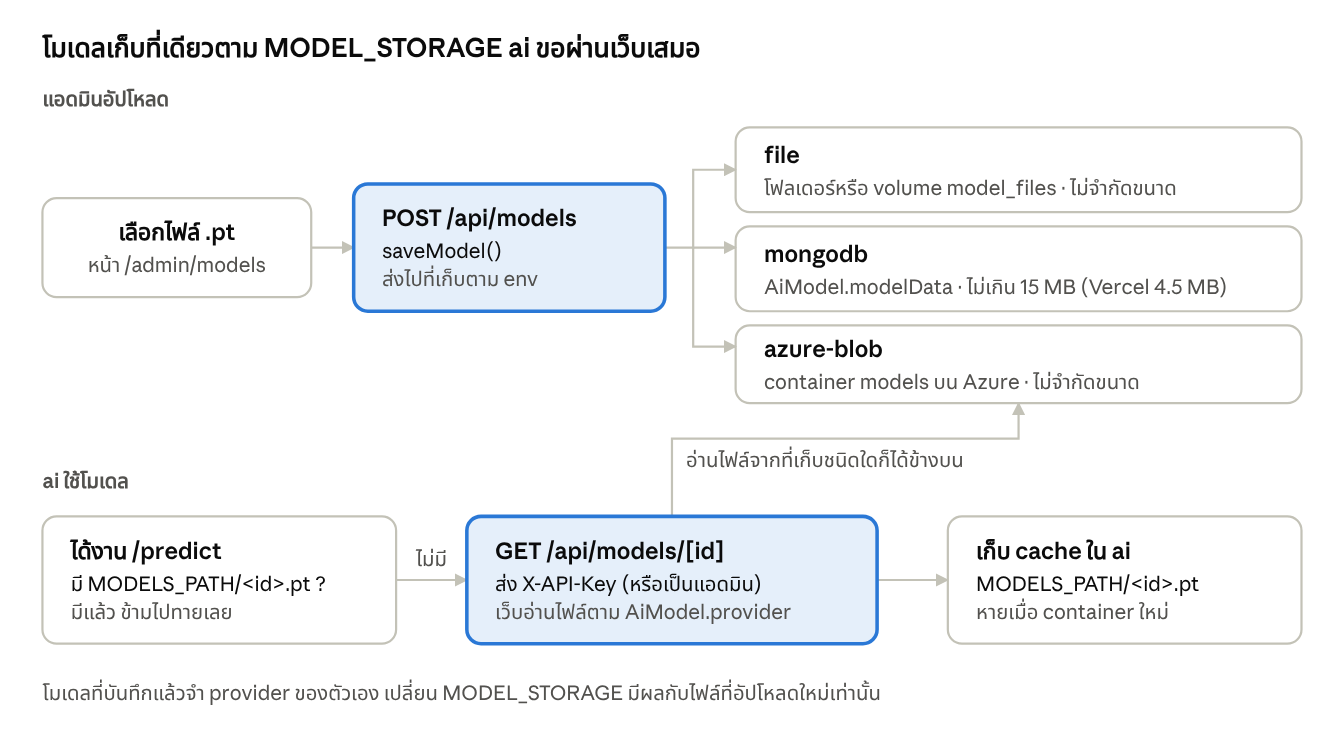 โมเดลเก็บที่เดียวตาม MODEL_STORAGE ai ขอผ่านเว็บเสมอ
แอดมินอัปโหลด
เลือกไฟล์ .pt
หน้า /admin/models
POST /api/models
saveModel()
ส่งไปที่เก็บตาม env
file
โฟลเดอร์หรือ volume model_files · ไม่จำกัดขนาด
mongodb
AiModel.modelData · ไม่เกิน 15 MB (Vercel 4.5 MB)
azure-blob
container models บน Azure · ไม่จำกัดขนาด
อ่านไฟล์จากที่เก็บชนิดใดก็ได้ข้างบน
ai ใช้โมเดล
ได้งาน /predict
มี MODELS_PATH/<id>.pt ?
มีแล้ว ข้ามไปทายเลย
ไม่มี
GET /api/models/[id]
ส่ง X-API-Key (หรือเป็นแอดมิน)
เว็บอ่านไฟล์ตาม AiModel.provider
เก็บ cache ใน ai
MODELS_PATH/<id>.pt
หายเมื่อ container ใหม่
โมเดลที่บันทึกแล้วจำ provider ของตัวเอง เปลี่ยน MODEL_STORAGE มีผลกับไฟล์ที่อัปโหลดใหม่เท่านั้น